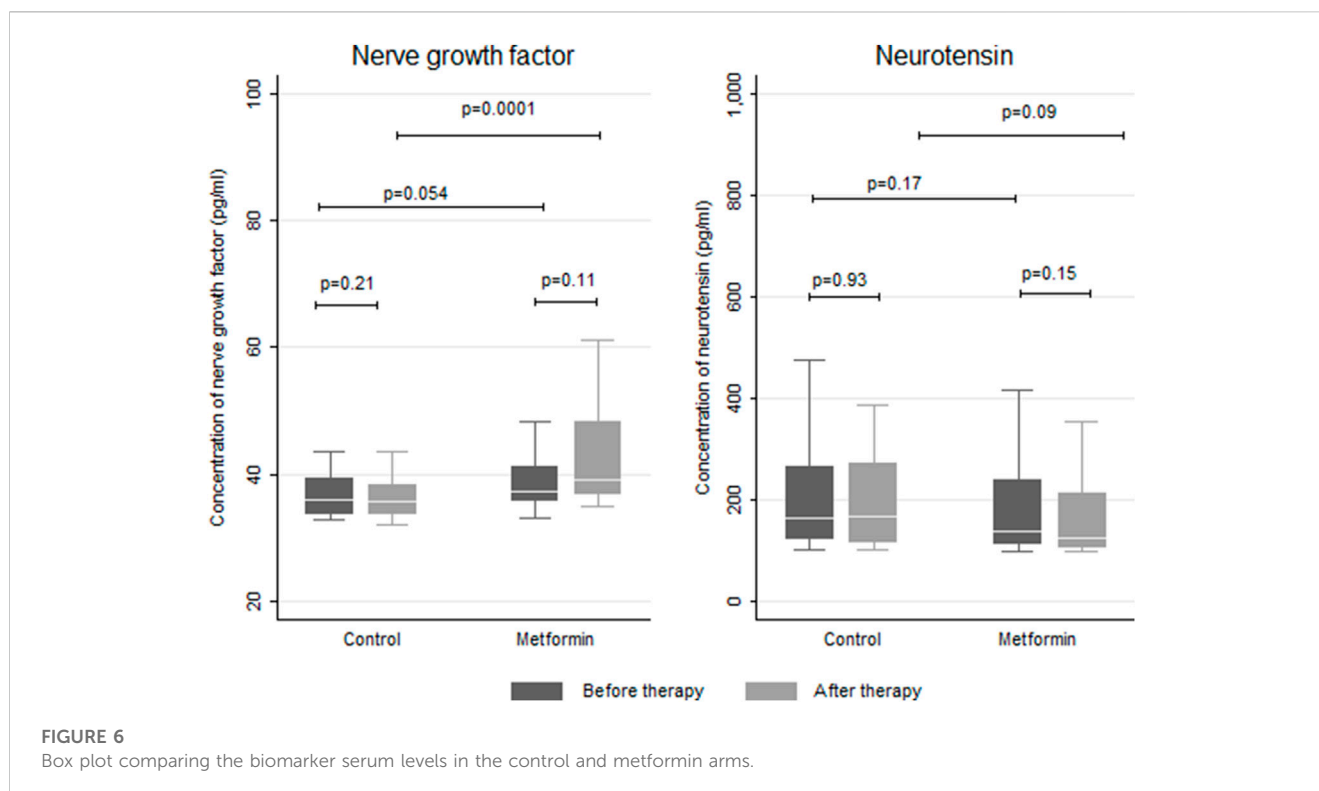 Nerve growth factor
Concentration of nerve growth factor (pg/ml)
100
80
60
40
20
p=0.0001
p=0.054
p=0.21
p=0.11
Control
Metformin
Neurotensin
Concentration of neurotensin (pg/ml)
1,000
800
600
400
200
0
p=0.09
p=0.17
p=0.93
p=0.15
Control
Metformin
Before therapy
After therapy
FIGURE 6
Box plot comparing the biomarker serum levels in the control and metformin arms.